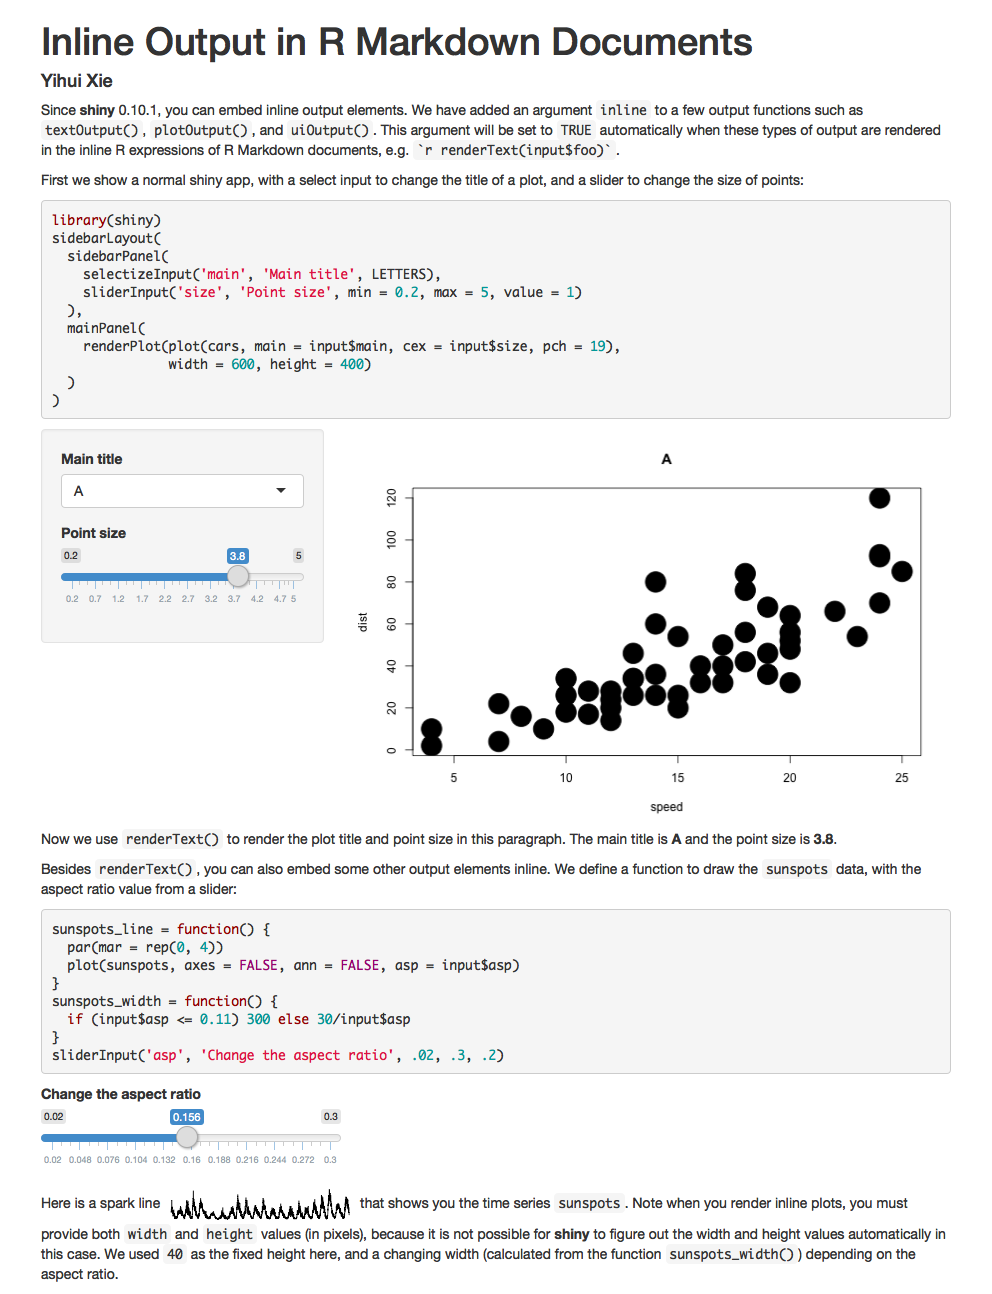 Inline Output in R Markdown Documents
Yihui Xie
Since shiny 0.10.1, you can embed inline output elements. We have added an argument inline to a few output functions such as
textOutput(), plotOutput(), and uiOutput(). This argument will be set to TRUE automatically when these types of output are rendered
in the inline R expressions of R Markdown documents, e.g. `r renderText(input$foo)`.
First we show a normal shiny app, with a select input to change the title of a plot, and a slider to change the size of points:
library(shiny)
sidebarLayout(
  sidebarPanel(
    selectizeInput('main', 'Main title', LETTERS),
    sliderInput('size', 'Point size', min = 0.2, max = 5, value = 1)
  ),
  mainPanel(
    renderPlot(plot(cars, main = input$main, cex = input$size, pch = 19),
               width = 600, height = 400)
  )
)
Main title
A
Point size
0.2 3.8 5
0.2 0.7 1.2 1.7 2.2 2.7 3.2 3.7 4.2 4.7 5
A
120
100
80
60
40
20
0
dist
5 10 15 20 25
speed
Now we use renderText() to render the plot title and point size in this paragraph. The main title is A and the point size is 3.8.
Besides renderText(), you can also embed some other output elements inline. We define a function to draw the sunspots data, with the
aspect ratio value from a slider:
sunspots_line = function() {
  par(mar = rep(0, 4))
  plot(sunspots, axes = FALSE, ann = FALSE, asp = input$asp)
}
sunspots_width = function() {
  if (input$asp <= 0.11) 300 else 30/input$asp
}
sliderInput('asp', 'Change the aspect ratio', .02, .3, .2)
Change the aspect ratio
0.02 0.156 0.3
0.02 0.048 0.076 0.104 0.132 0.16 0.188 0.216 0.244 0.272 0.3
Here is a spark line that shows you the time series sunspots. Note when you render inline plots, you must
provide both width and height values (in pixels), because it is not possible for shiny to figure out the width and height values automatically in
this case. We used 40 as the fixed height here, and a changing width (calculated from the function sunspots_width()) depending on the
aspect ratio.